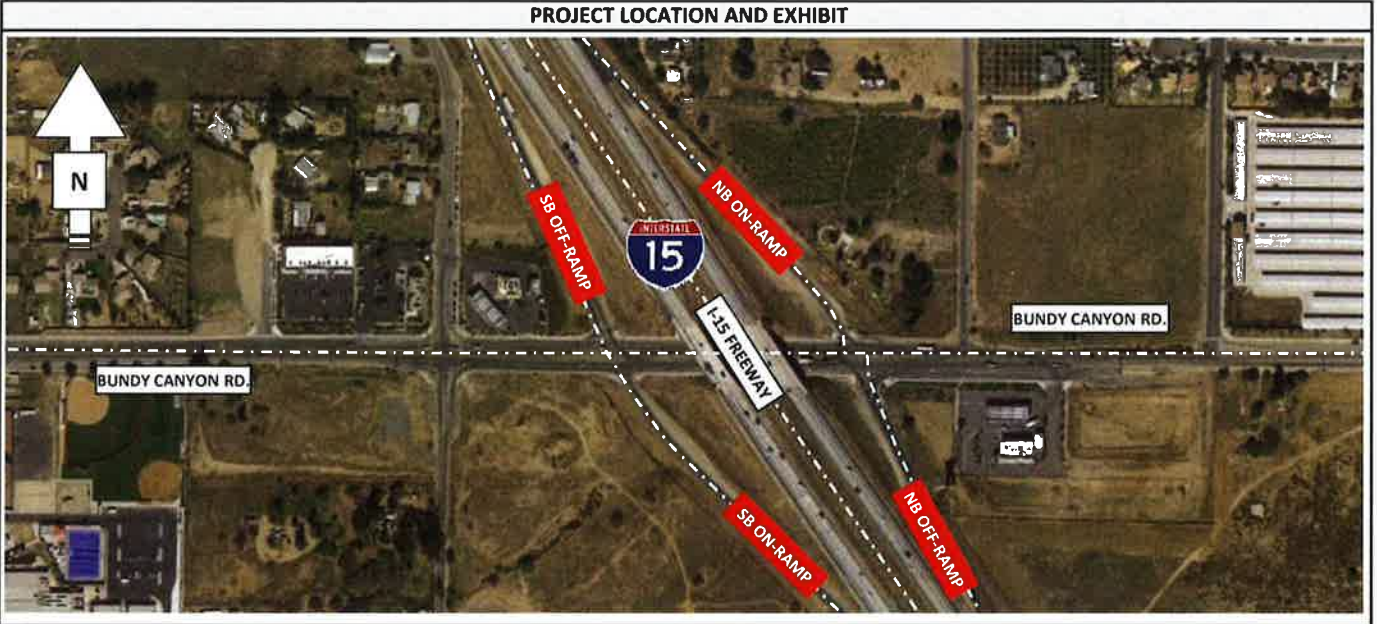 PROJECT LOCATION AND EXHIBIT
N
SB OFF-RAMP
NB ON-RAMP
INTERSTATE
15
I-15 FREEWAY
BUNDY CANYON RD.
BUNDY CANYON RD.
SB ON-RAMP
NB OFF-RAMP